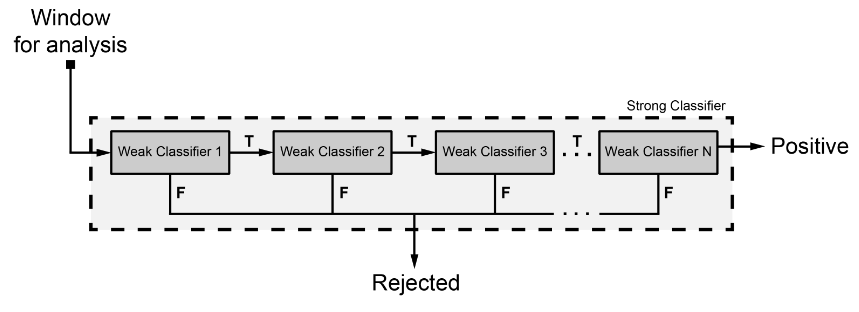 Window
for analysis
Strong Classifier
Weak Classifier 1
T
Weak Classifier 2
T
Weak Classifier 3
T
. . .
Weak Classifier N
Positive
F
F
F
F
. . .
Rejected